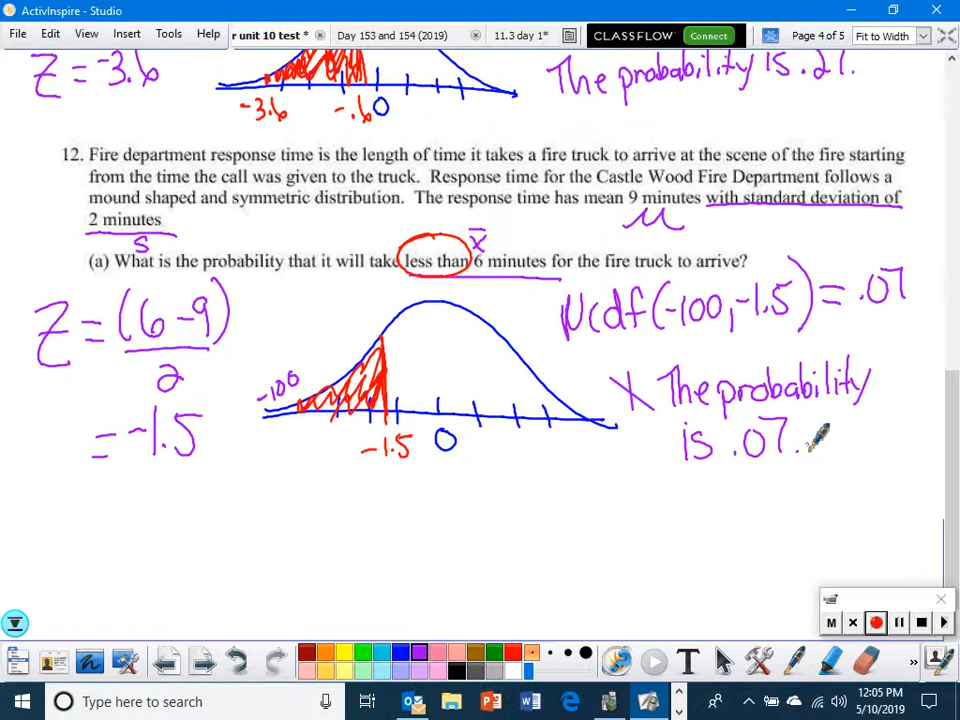 ActivInspire - Studio
File Edit View Insert Tools Help
r unit 10 test * Day 153 and 154 (2019) 11.3 day 1* CLASSFLOW Connect Page 4 of 5 Fit to Width
Z = -3.6
-3.6 -.6 0
The probability is .27.
12. Fire department response time is the length of time it takes a fire truck to arrive at the scene of the fire starting
from the time the call was given to the truck. Response time for the Castle Wood Fire Department follows a
mound shaped and symmetric distribution. The response time has mean 9 minutes with standard deviation of
2 minutes
μ
s
x̄
(a) What is the probability that it will take less than 6 minutes for the fire truck to arrive?
Z = (6-9)
2
= -1.5
-100
-1.5 0
Ncdf(-100,-1.5) = .07
X The probability
is .07.
M
T
Type here to search
12:05 PM
5/10/2019